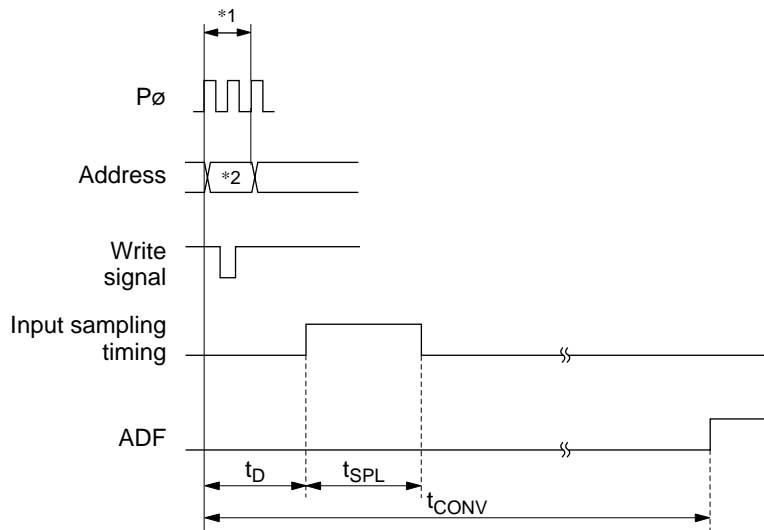 *1
Pø
Address
*2
Write
signal
Input sampling
timing
ADF
tD
tSPL
tCONV